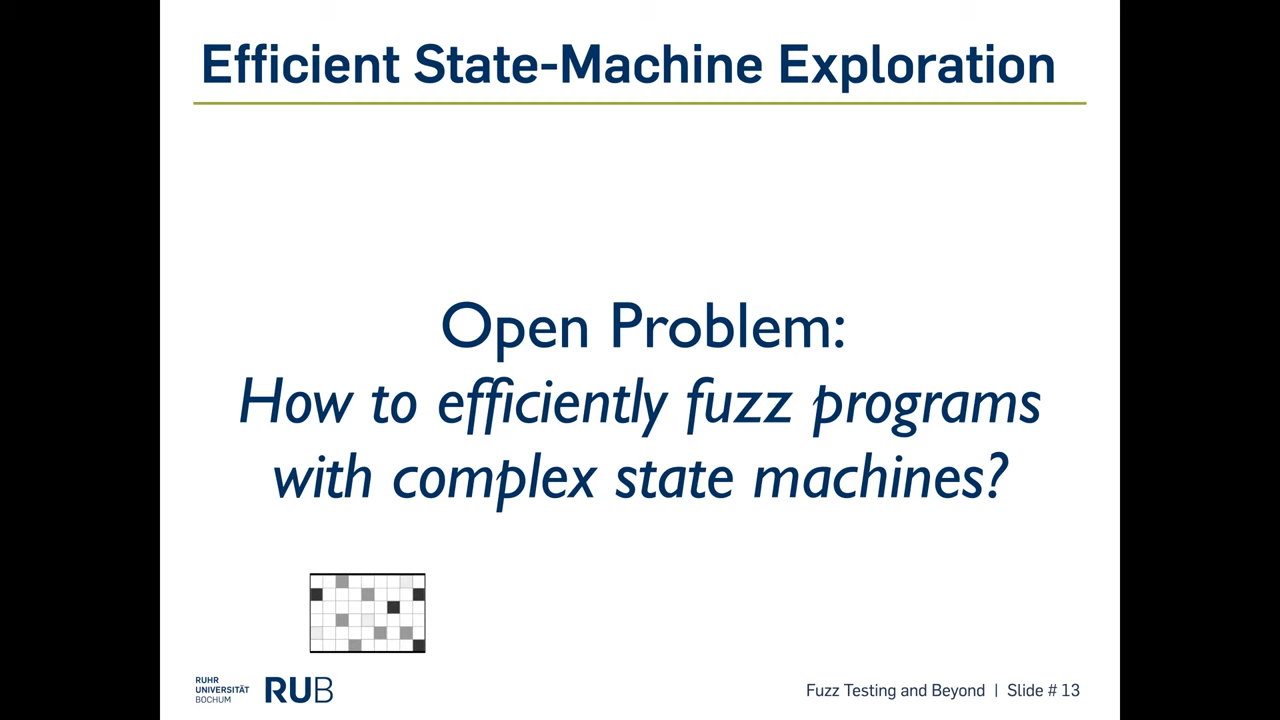 Efficient State-Machine Exploration
Open Problem:
How to efficiently fuzz programs
with complex state machines?
RUHR
UNIVERSITÄT
BOCHUM
RUB
Fuzz Testing and Beyond | Slide # 13